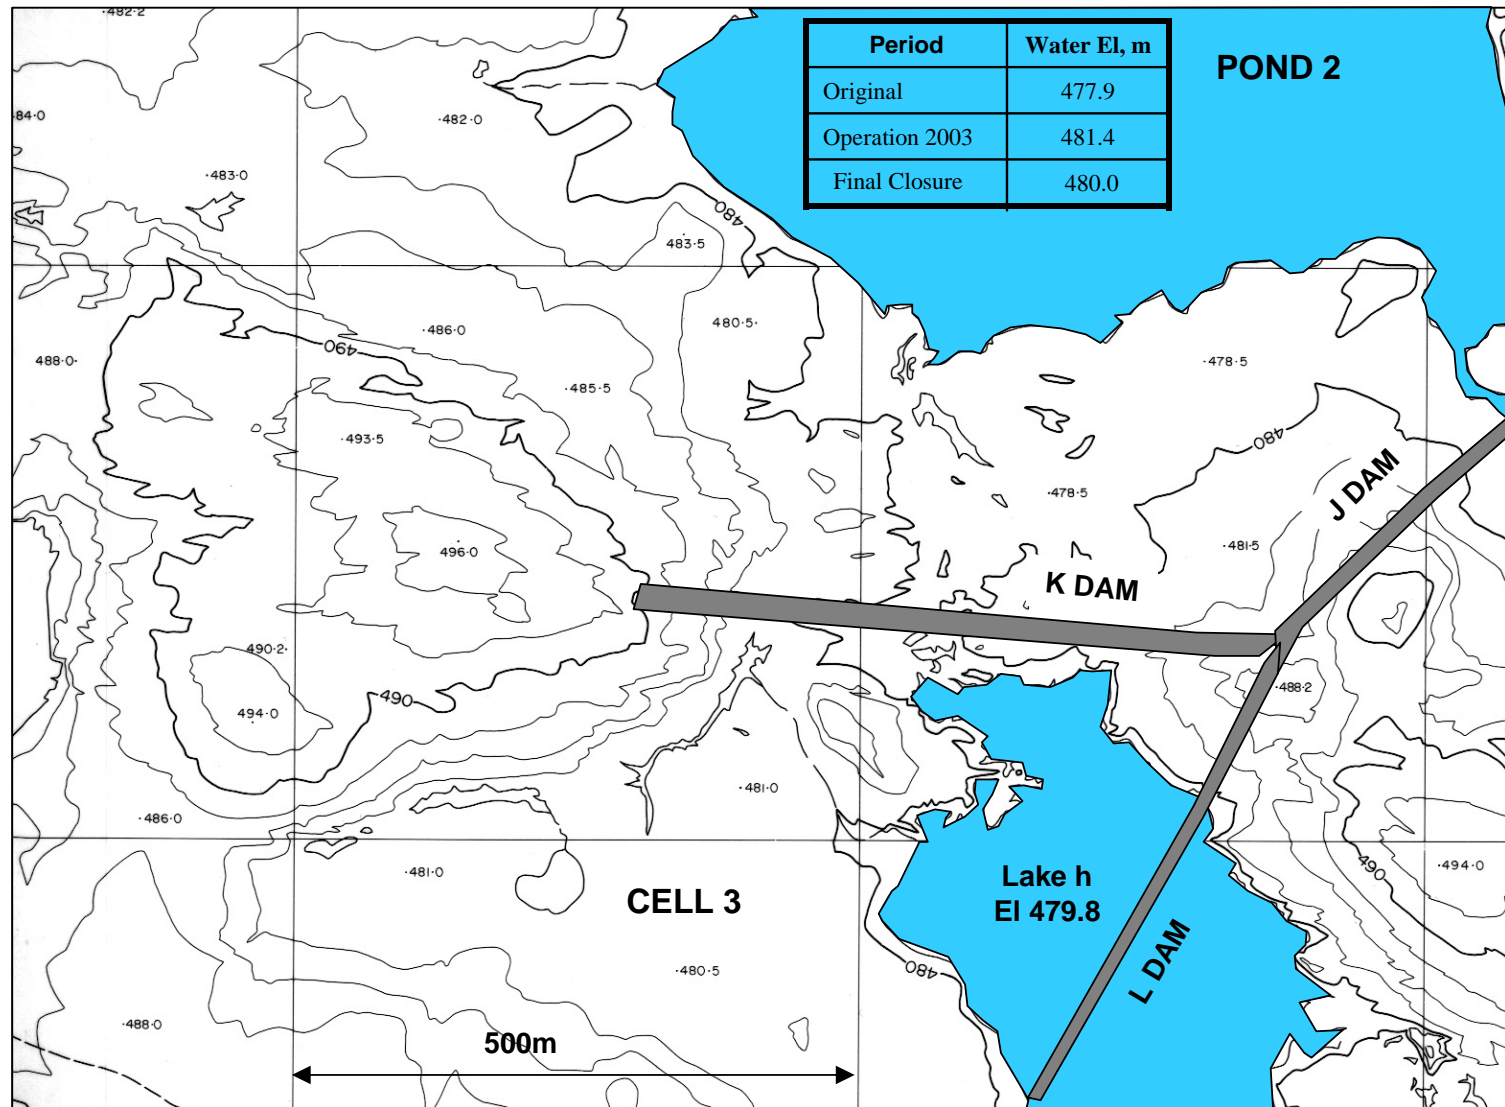 ·482·2
Period Water El, m
Original 477.9
Operation 2003 481.4
Final Closure 480.0
POND 2
84·0
·482·0
·483·0
480
483·5
480·5·
·486·0
490
488·0·
·485·5
·478·5
·493·5
480
J DAM
·478·5
496·0
·481·5
K DAM
490·2·
·488·2
490
494·0
·481·0
·486·0
·481·0
CELL 3
Lake h
El 479.8
490
·494·0
L DAM
·480·5
480
·488·0
500m